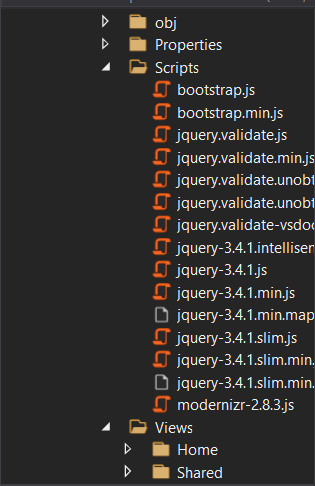 obj
Properties
Scripts
bootstrap.js
bootstrap.min.js
jquery.validate.js
jquery.validate.min.js
jquery.validate.unobt
jquery.validate.unobt
jquery.validate-vsdoc
jquery-3.4.1.intellisen
jquery-3.4.1.js
jquery-3.4.1.min.js
jquery-3.4.1.min.map
jquery-3.4.1.slim.js
jquery-3.4.1.slim.min.
jquery-3.4.1.slim.min.
modernizr-2.8.3.js
Views
Home
Shared